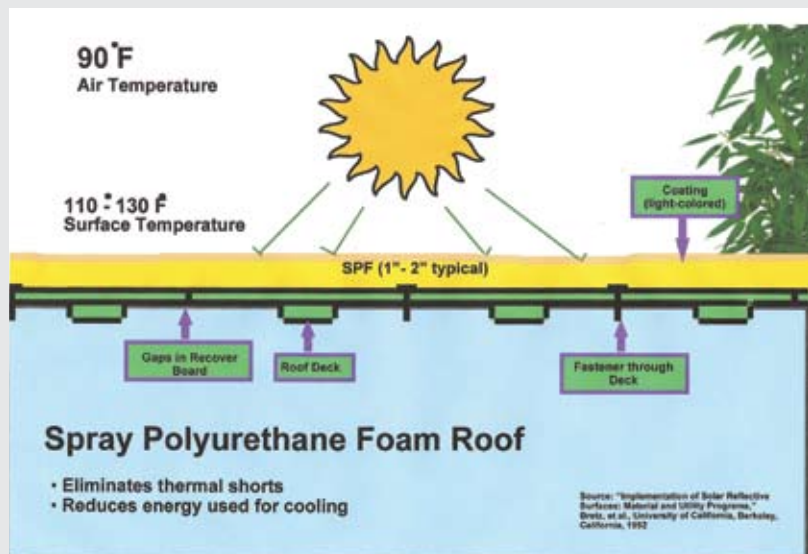 90°F
Air Temperature
110°- 130°F
Surface Temperature
Coating
(light-colored)
SPF (1"- 2" typical)
Gaps in Recover
Board
Roof Deck
Fastener through
Deck
Spray Polyurethane Foam Roof
• Eliminates thermal shorts
• Reduces energy used for cooling
Source: "Implementation of Solar Reflective
Surfaces: Material and Utility Programs,"
Bretz, et al., University of California, Berkeley,
California, 1992